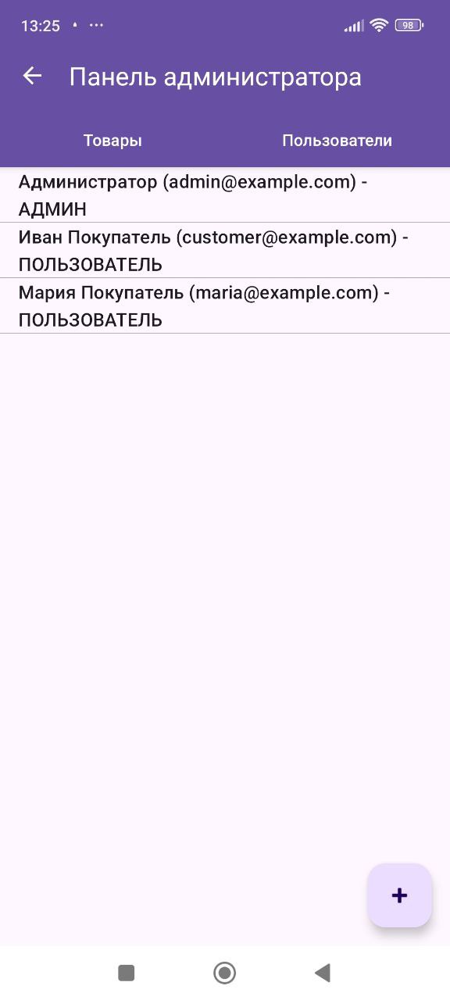 13:25
98
Панель администратора
Товары
Пользователи
Администратор (admin@example.com) -
АДМИН
Иван Покупатель (customer@example.com) -
ПОЛЬЗОВАТЕЛЬ
Мария Покупатель (maria@example.com) -
ПОЛЬЗОВАТЕЛЬ